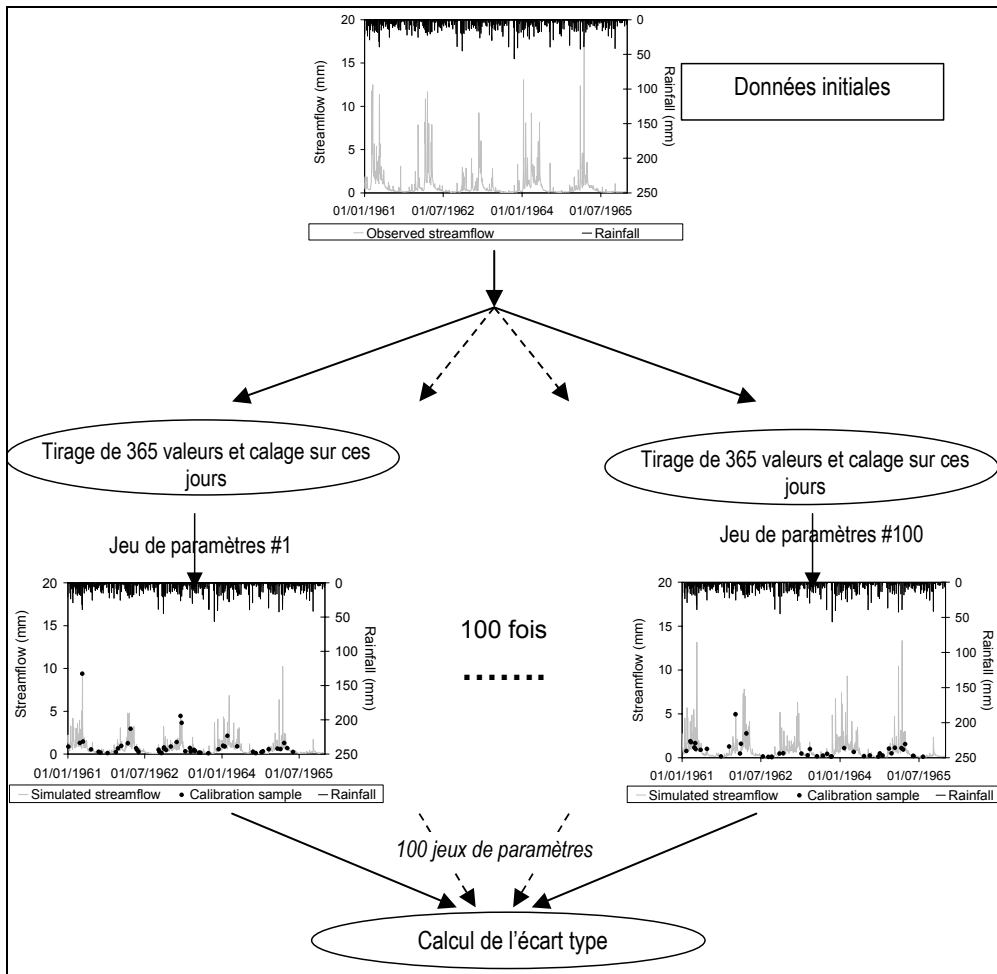 20
15
10
5
0
Streamflow (mm)
0
50
100
150
200
250
Rainfall (mm)
01/01/1961 01/07/1962 01/01/1964 01/07/1965
Observed streamflow Rainfall
Données initiales
Tirage de 365 valeurs et calage sur ces
jours
Tirage de 365 valeurs et calage sur ces
jours
Jeu de paramètres #1
Jeu de paramètres #100
20
15
10
5
0
Streamflow (mm)
0
50
100
150
200
250
Rainfall (mm)
01/01/1961 01/07/1962 01/01/1964 01/07/1965
Simulated streamflow Calibration sample Rainfall
100 fois
20
15
10
5
0
Streamflow (mm)
0
50
100
150
200
250
Rainfall (mm)
01/01/1961 01/07/1962 01/01/1964 01/07/1965
Simulated streamflow Calibration sample Rainfall
100 jeux de paramètres
Calcul de l’écart type